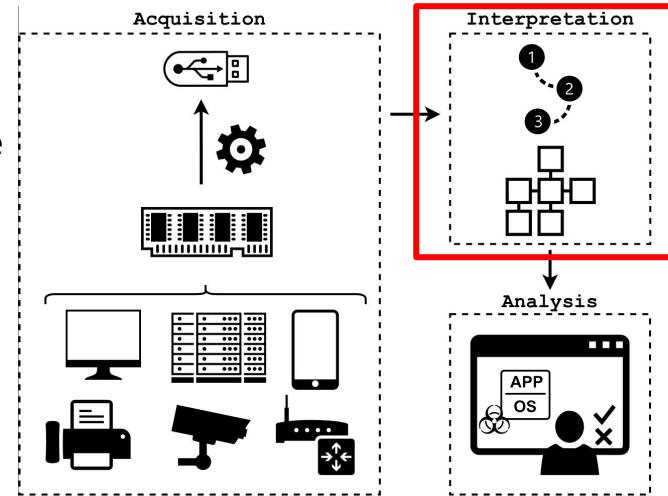 Acquisition
Interpretation
1
2
3
Analysis
APP
OS
e